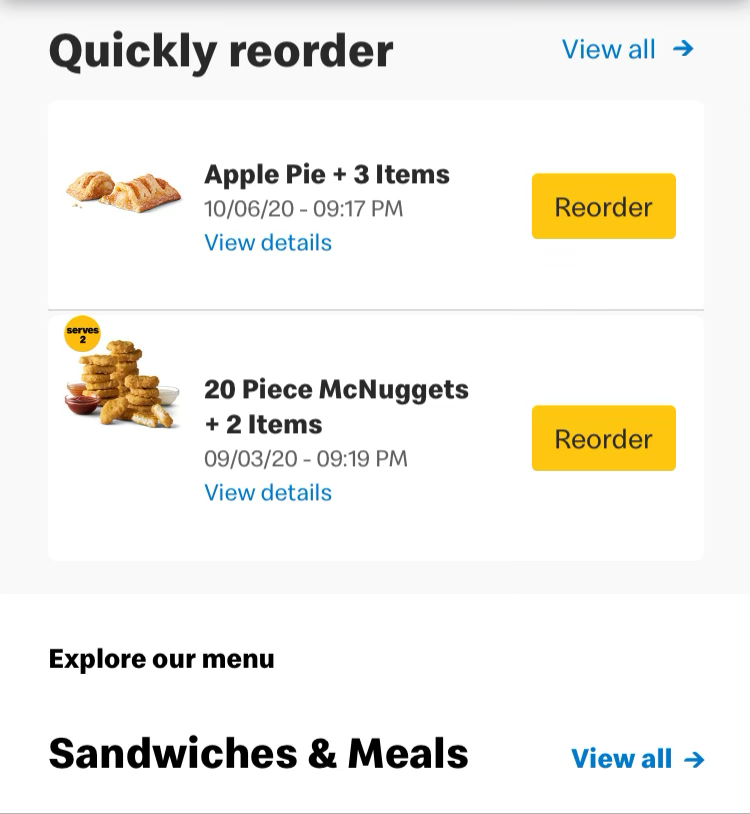 Quickly reorder
View all →
Apple Pie + 3 Items
10/06/20 - 09:17 PM
View details
Reorder
serves
2
20 Piece McNuggets
+ 2 Items
09/03/20 - 09:19 PM
View details
Reorder
Explore our menu
Sandwiches & Meals
View all →